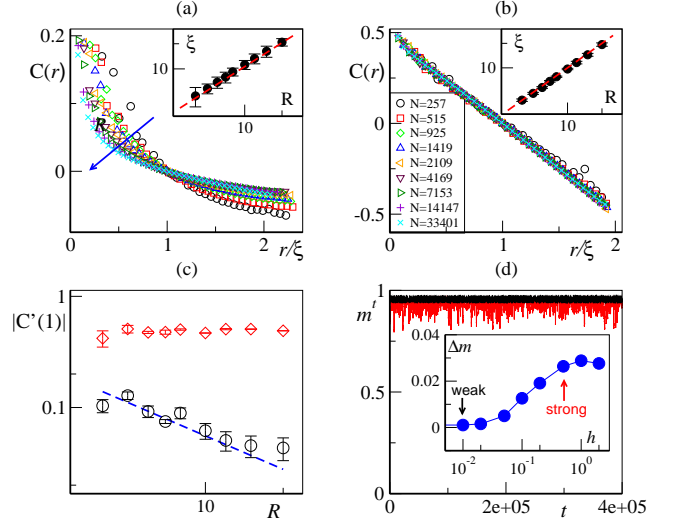 (a)
0.2
C(r)
0
R
ξ
10
10
R
0
1
2
r/ξ
(b)
0.5
C(r)
0
-0.5
ξ
10
10
R
N=257
N=515
N=925
N=1419
N=2109
N=4169
N=7153
N=14147
N=33401
0
1
2
r/ξ
(c)
1
|C'(1)|
0.1
10
R
(d)
1
m^t
0.5
0
0.04
Δm
0.02
0
weak
strong
10^-2
10^-1
10^0
h
2e+05
t
4e+05